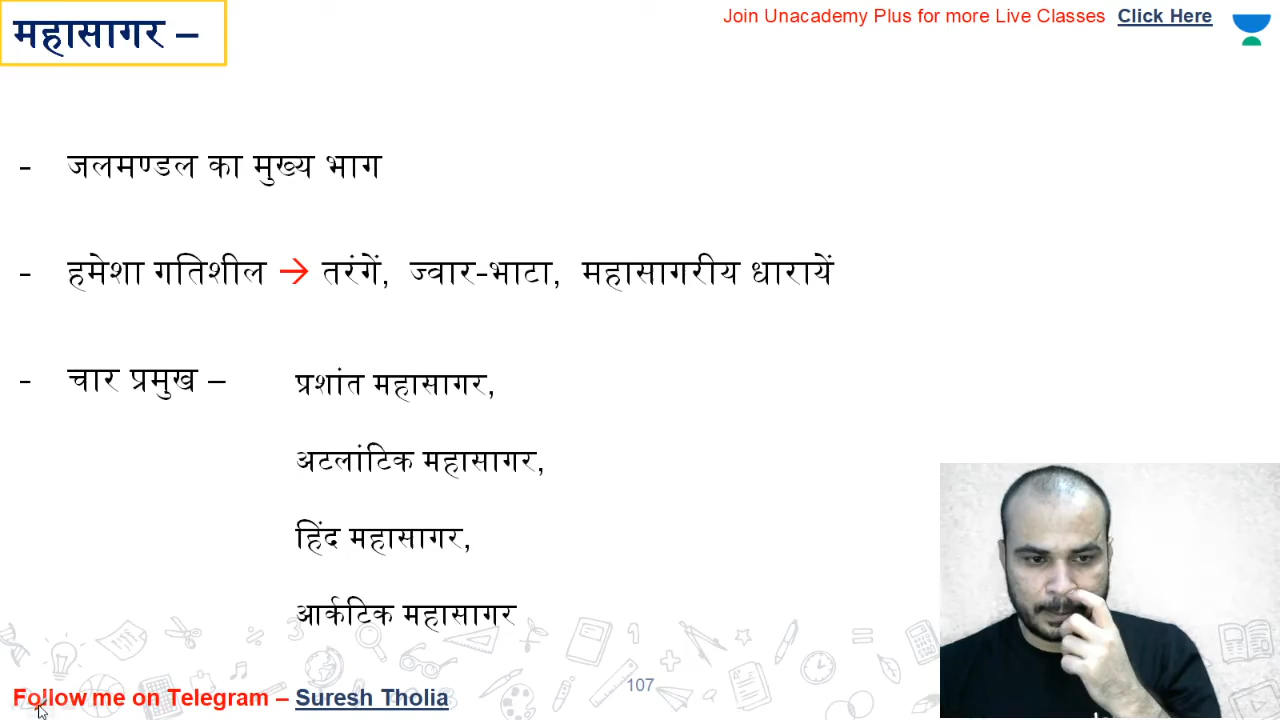 महासागर –
Join Unacademy Plus for more Live Classes Click Here
- जलमण्डल का मुख्य भाग
- हमेशा गतिशील → तरंगें, ज्वार-भाटा, महासागरीय धारायें
- चार प्रमुख – प्रशांत महासागर,
अटलांटिक महासागर,
हिंद महासागर,
आर्कटिक महासागर
107
Follow me on Telegram – Suresh Tholia